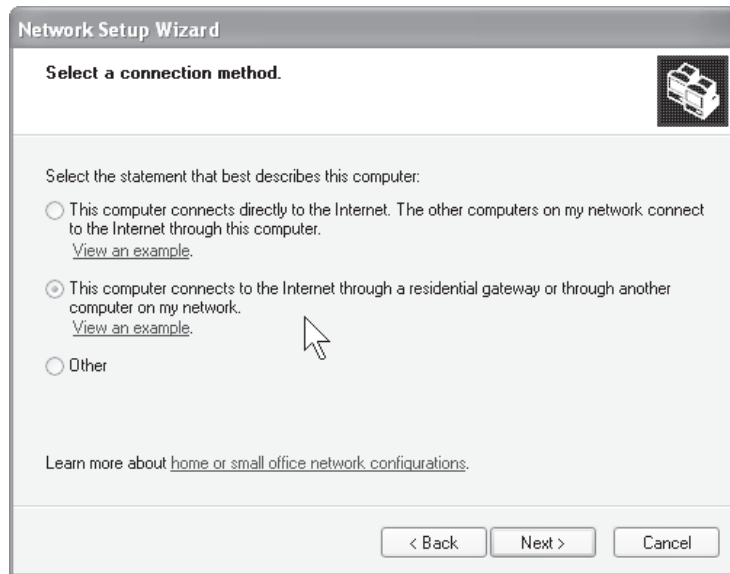 Network Setup Wizard
Select a connection method.
Select the statement that best describes this computer:
This computer connects directly to the Internet. The other computers on my network connect
to the Internet through this computer.
View an example.
This computer connects to the Internet through a residential gateway or through another
computer on my network.
View an example.
Other
Learn more about home or small office network configurations.
< Back Next > Cancel